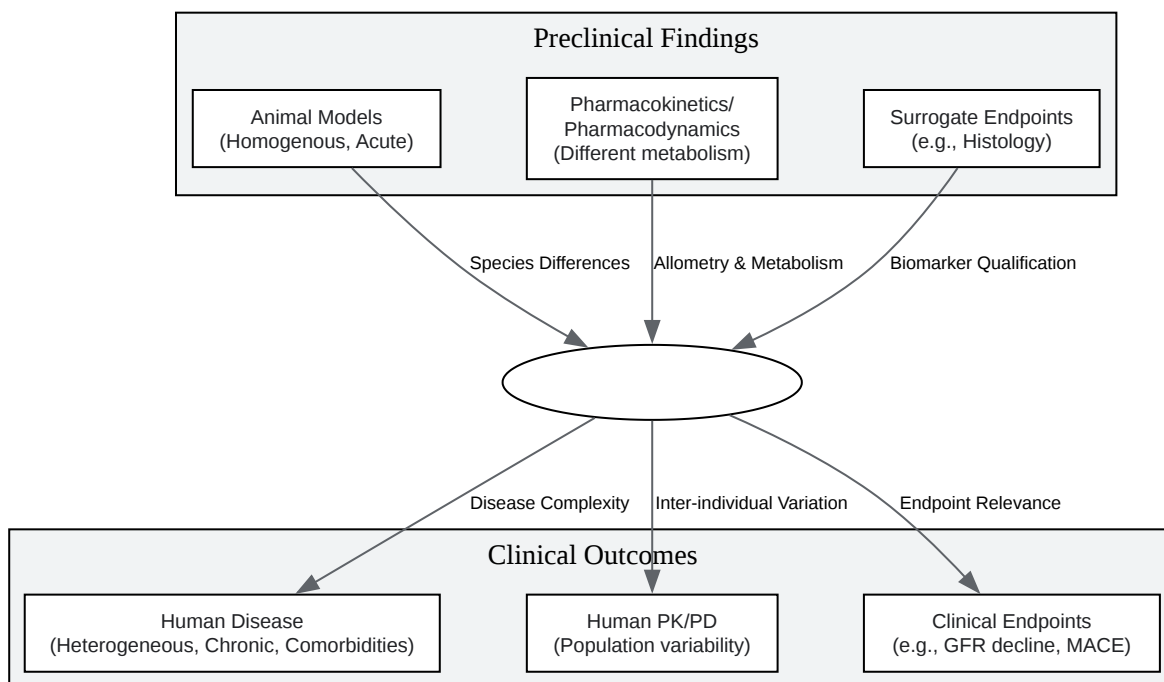 Preclinical Findings
Animal Models
(Homogenous, Acute)
Pharmacokinetics/
Pharmacodynamics
(Different metabolism)
Surrogate Endpoints
(e.g., Histology)
Species Differences
Allometry & Metabolism
Biomarker Qualification
Disease Complexity
Inter-individual Variation
Endpoint Relevance
Clinical Outcomes
Human Disease
(Heterogeneous, Chronic, Comorbidities)
Human PK/PD
(Population variability)
Clinical Endpoints
(e.g., GFR decline, MACE)